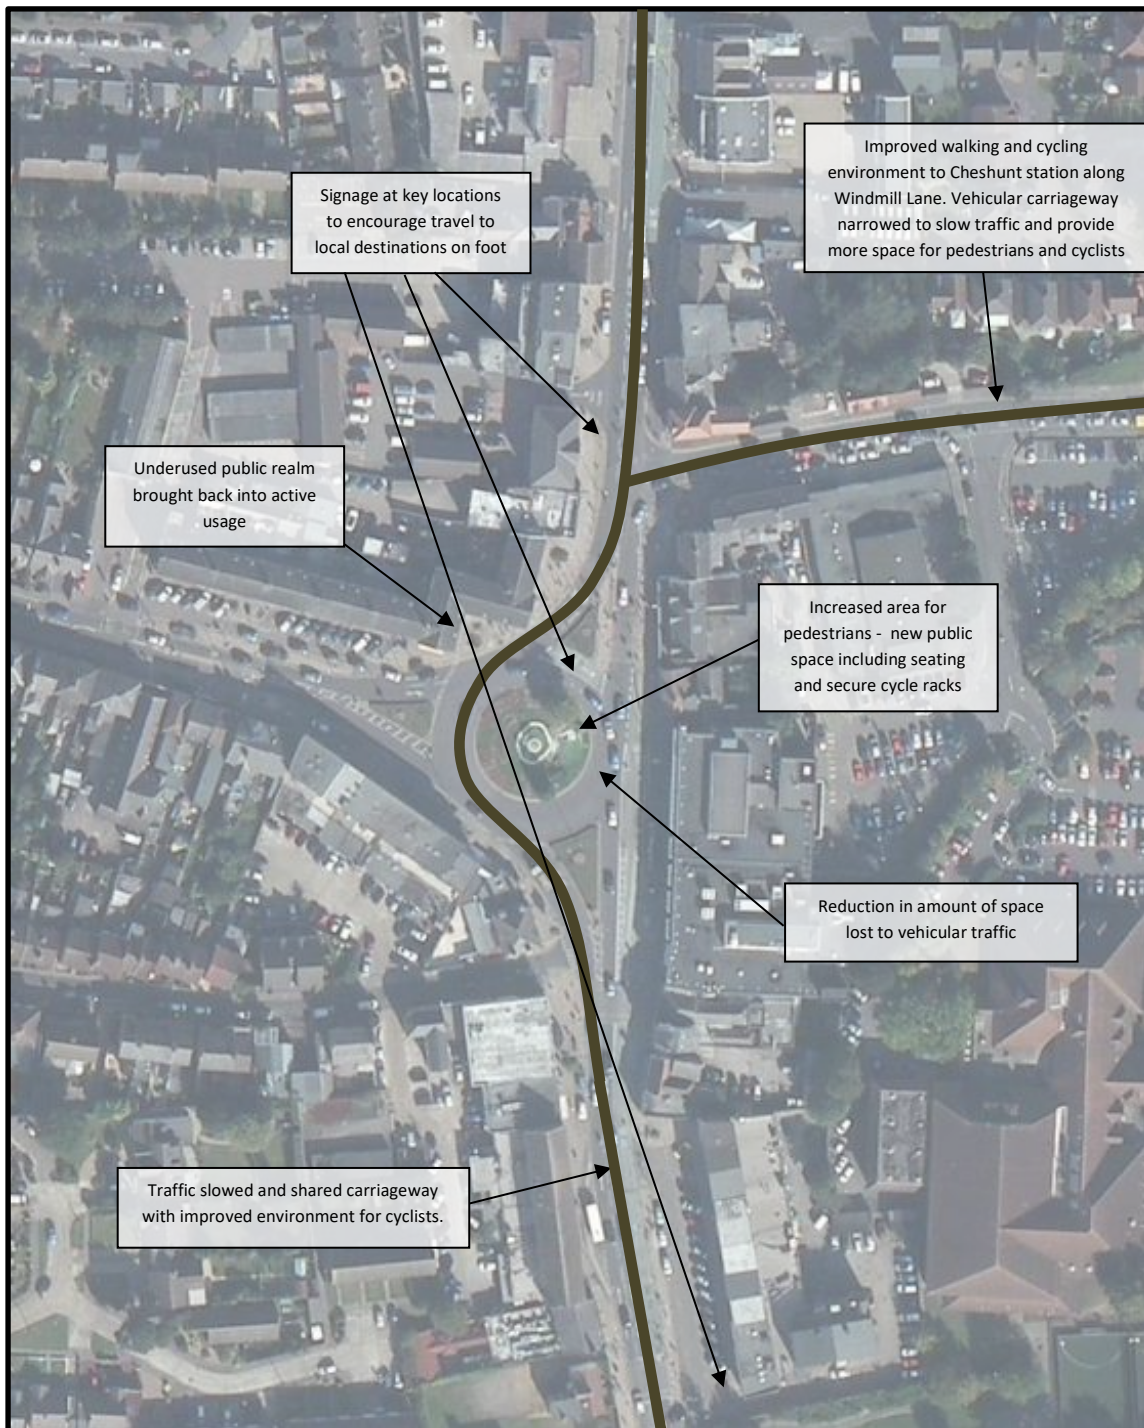 Improved walking and cycling
environment to Cheshunt station along
Windmill Lane. Vehicular carriageway
narrowed to slow traffic and provide
more space for pedestrians and cyclists
Signage at key locations
to encourage travel to
local destinations on foot
Underused public realm
brought back into active
usage
Increased area for
pedestrians - new public
space including seating
and secure cycle racks
Reduction in amount of space
lost to vehicular traffic
Traffic slowed and shared carriageway
with improved environment for cyclists.